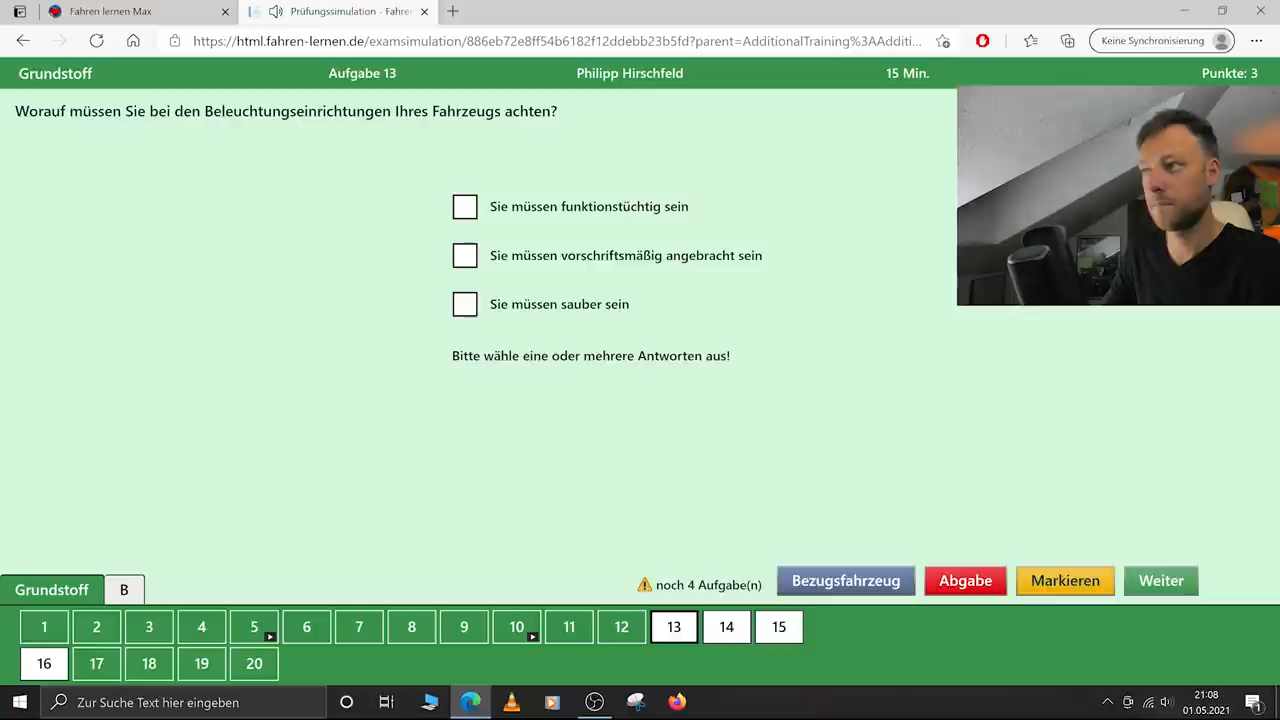 Fahren lernen Max
Prüfungssimulation - Fahrer
https://html.fahren-lernen.de/examsimulation/886eb72e8ff54b6182f12ddebb23b5fd?parent=AdditionalTraining%3AAdditi...
Keine Synchronisierung
Grundstoff
Aufgabe 13
Philipp Hirschfeld
15 Min.
Punkte: 3
Worauf müssen Sie bei den Beleuchtungseinrichtungen Ihres Fahrzeugs achten?
Sie müssen funktionstüchtig sein
Sie müssen vorschriftsmäßig angebracht sein
Sie müssen sauber sein
Bitte wähle eine oder mehrere Antworten aus!
Grundstoff
B
noch 4 Aufgabe(n)
Bezugsfahrzeug
Abgabe
Markieren
Weiter
1 2 3 4 5 6 7 8 9 10 11 12 13 14 15
16 17 18 19 20
Zur Suche Text hier eingeben
21:08
01.05.2021
1